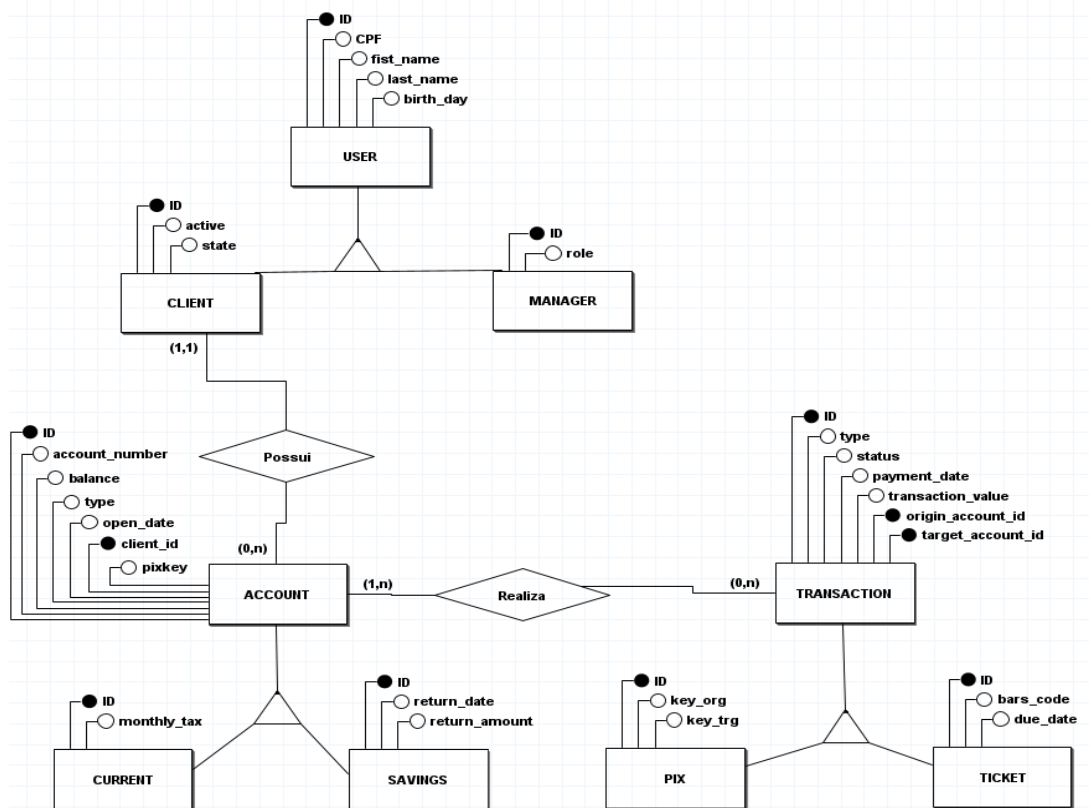 ID
CPF
fist_name
last_name
birth_day
USER
ID
active
state
CLIENT
ID
role
MANAGER
(1,1)
Possui
(0,n)
ID
account_number
balance
type
open_date
client_id
pixkey
ACCOUNT
(1,n)
Realiza
(0,n)
ID
type
status
payment_date
transaction_value
origin_account_id
target_account_id
TRANSACTION
ID
monthly_tax
CURRENT
ID
return_date
return_amount
SAVINGS
ID
key_org
key_trg
PIX
ID
bars_code
due_date
TICKET